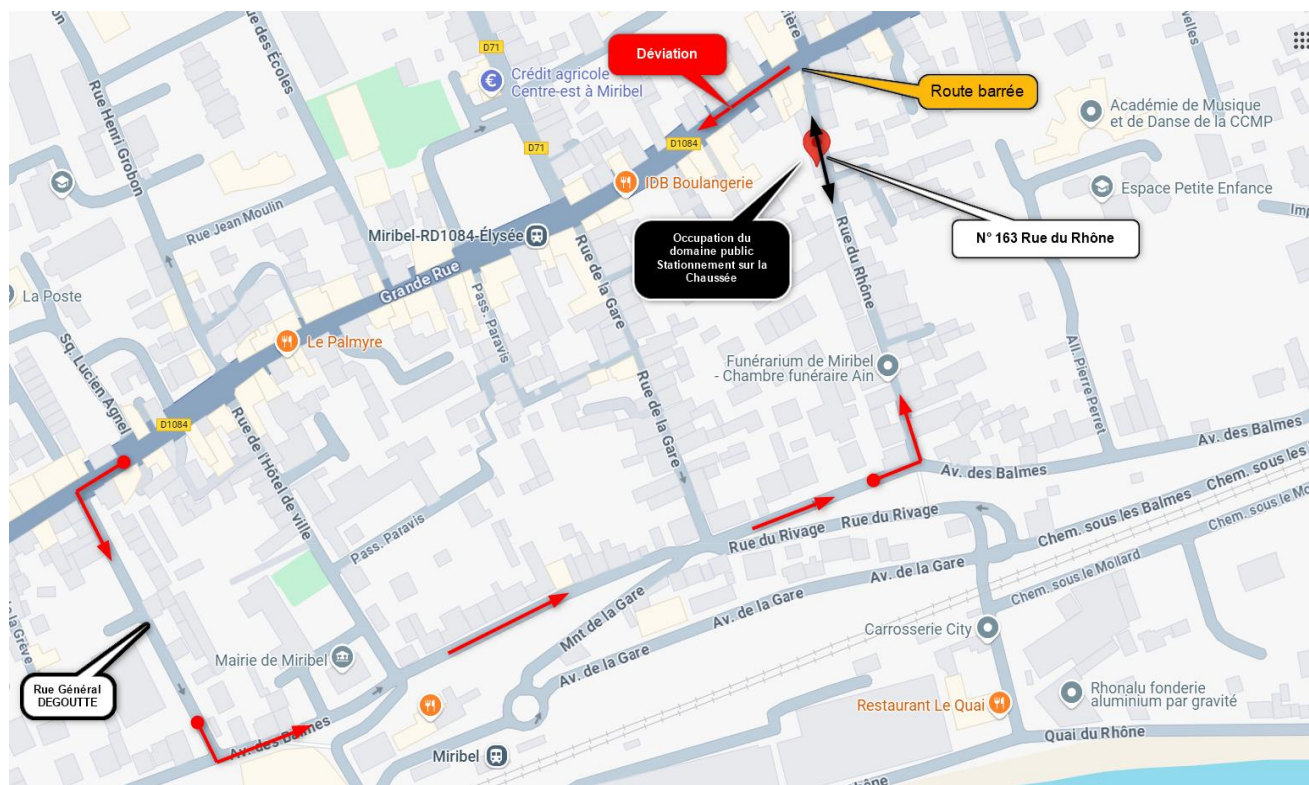 on
Rue des Écoles
D71
Crédit agricole
Centre-est à Miribel
Déviation
ière
Route barrée
velles
Académie de Musique
et de Danse de la CCMP
Rue Henri Grobon
D71
D1084
IDB Boulangerie
Espace Petite Enfance
Imp
Rue Jean Moulin
Miribel-RD1084-Élysée
Occupation du
domaine public
Stationnement sur la
Chaussée
N° 163 Rue du Rhône
Rue du Rhône
Rue de la Gare
Grande Rue
La Poste
Pass. Paravis
Le Palmyre
Sq. Lucien Agnel
Funérarium de Miribel
- Chambre funéraire Ain
All. Pierre Perret
Rue de la Gare
D1084
Rue de l'Hôtel de ville
Av. des Balmes
Av. des Balmes
Chem. sous les
Chem. sous les Balmes
Chem. sous le Mo
Pass. Paravis
Rue du Rivage
Rue du Rivage
Av. de la Gare
Mnt de la Gare
Av. de la Gare
Chem. sous le Mollard
la Grève
Carrosserie City
Mairie de Miribel
Av. de la Gare
Rue Général
DEGOUTTE
Restaurant Le Quai
Rhonalu fonderie
aluminium par gravité
Av. des Balmes
Miribel
Quai du Rhône
hône